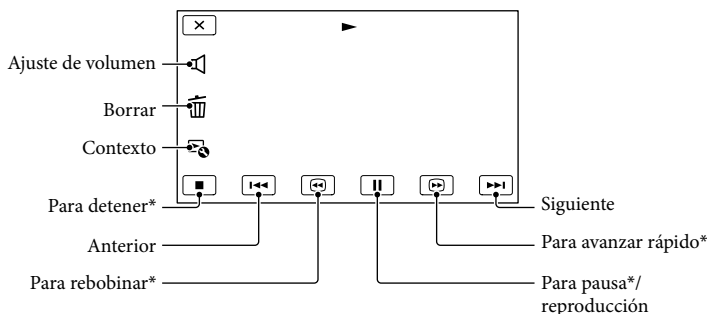 Ajuste de volumen
Borrar
Contexto
Para detener*
Anterior
Para rebobinar*
Siguiente
Para avanzar rápido*
Para pausa*/
reproducción